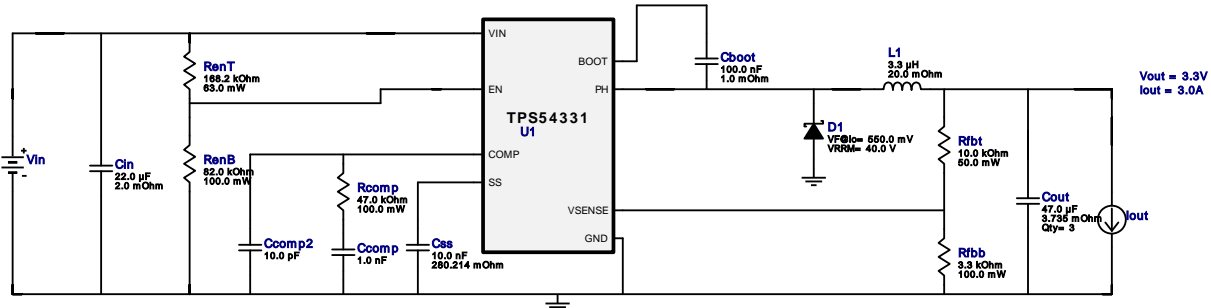 VIN
BOOT
PH
EN
TPS54331
U1
COMP
SS
VSENSE
GND
RenT
168.2 kOhm
63.0 mW
Cboot
100.0 nF
1.0 mOhm
L1
3.3 µH
20.0 mOhm
Vout = 3.3V
Iout = 3.0A
+
Vin
-
Cin
22.0 µF
2.0 mOhm
RenB
82.0 kOhm
100.0 mW
D1
VF@Io= 550.0 mV
VRRM= 40.0 V
Rfbt
10.0 kOhm
50.0 mW
Rcomp
47.0 kOhm
100.0 mW
Cout
47.0 µF
3.735 mOhm
Qty= 3
Iout
Ccomp2
10.0 pF
Ccomp
1.0 nF
Css
10.0 nF
280.214 mOhm
Rfbb
3.3 kOhm
100.0 mW